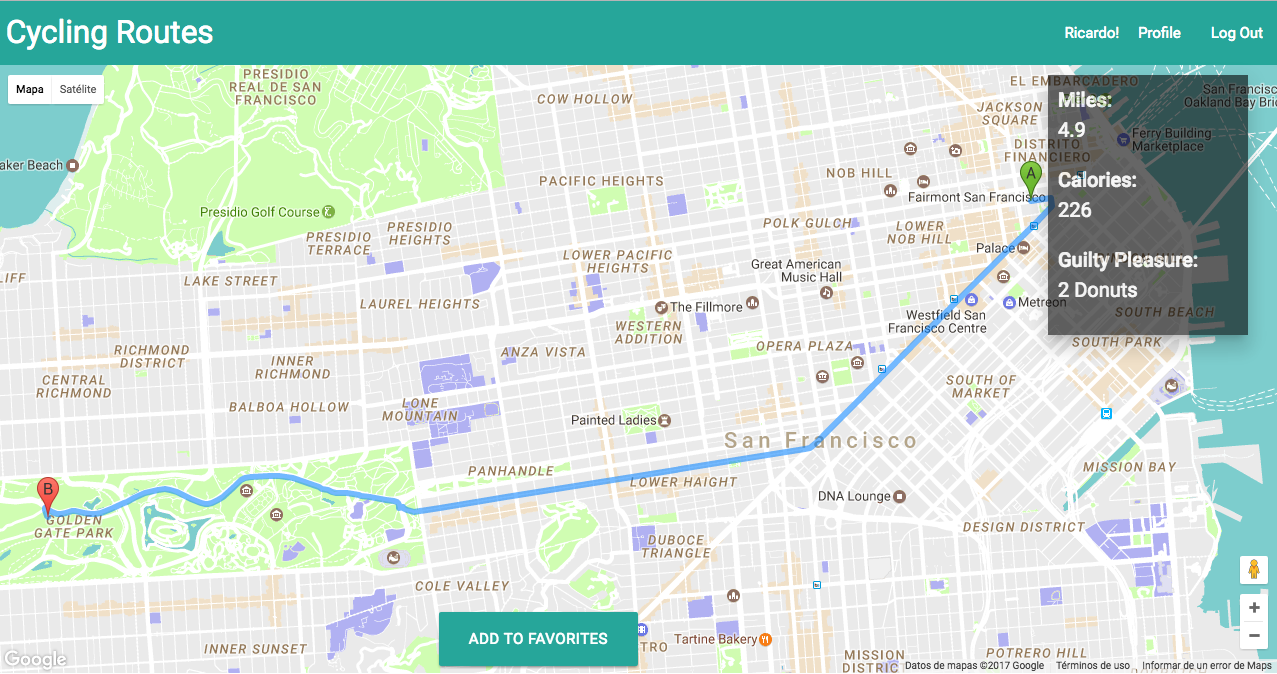 Cycling Routes
Ricardo!
Profile
Log Out
Mapa
Satélite
Miles:
4.9
Calories:
226
Guilty Pleasure:
2 Donuts
PRESIDIO
REAL DE SAN
FRANCISCO
COW HOLLOW
EL EMBARCADERO
San Francisc
Oakland Bay Bri
JACKSON
SQUARE
Ferry Building
Marketplace
DISTRITO
FINANCIERO
aker Beach
PACIFIC HEIGHTS
NOB HILL
A
Fairmont San Francisco
Presidio Golf Course
PRESIDIO
HEIGHTS
PRESIDIO
TERRACE
POLK GULCH
LOWER
NOB HILL
Palace
LOWER PACIFIC
HEIGHTS
Great American
Music Hall
LIFF
LAKE STREET
LAUREL HEIGHTS
The Fillmore
Metreon
Westfield San
Francisco Centre
SOUTH BEACH
WESTERN
ADDITION
SOUTH PARK
RICHMOND
DISTRICT
ANZA VISTA
OPERA PLAZA
INNER
RICHMOND
CENTRAL
RICHMOND
SOUTH OF
MARKET
BALBOA HOLLOW
LONE
MOUNTAIN
Painted Ladies
San Francisco
PANHANDLE
MISSION BAY
LOWER HAIGHT
B
DNA Lounge
GOLDEN
GATE PARK
DESIGN DISTRICT
DUBOCE
TRIANGLE
COLE VALLEY
ADD TO FAVORITES
Tartine Bakery
TRO
INNER SUNSET
MISSION
DISTRIC
POTRERO HILL
+
−
Google
Datos de mapas ©2017 Google
Términos de uso
Informar de un error de Maps